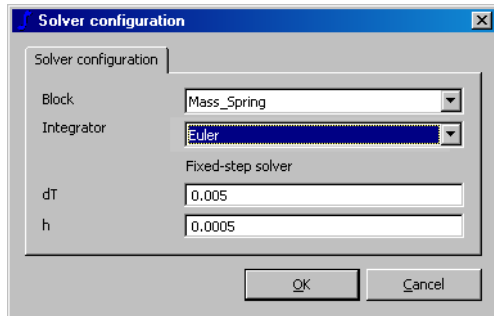 Solver configuration
Solver configuration
Block Mass_Spring
Integrator Euler
Fixed-step solver
dT 0.005
h 0.0005
OK Cancel